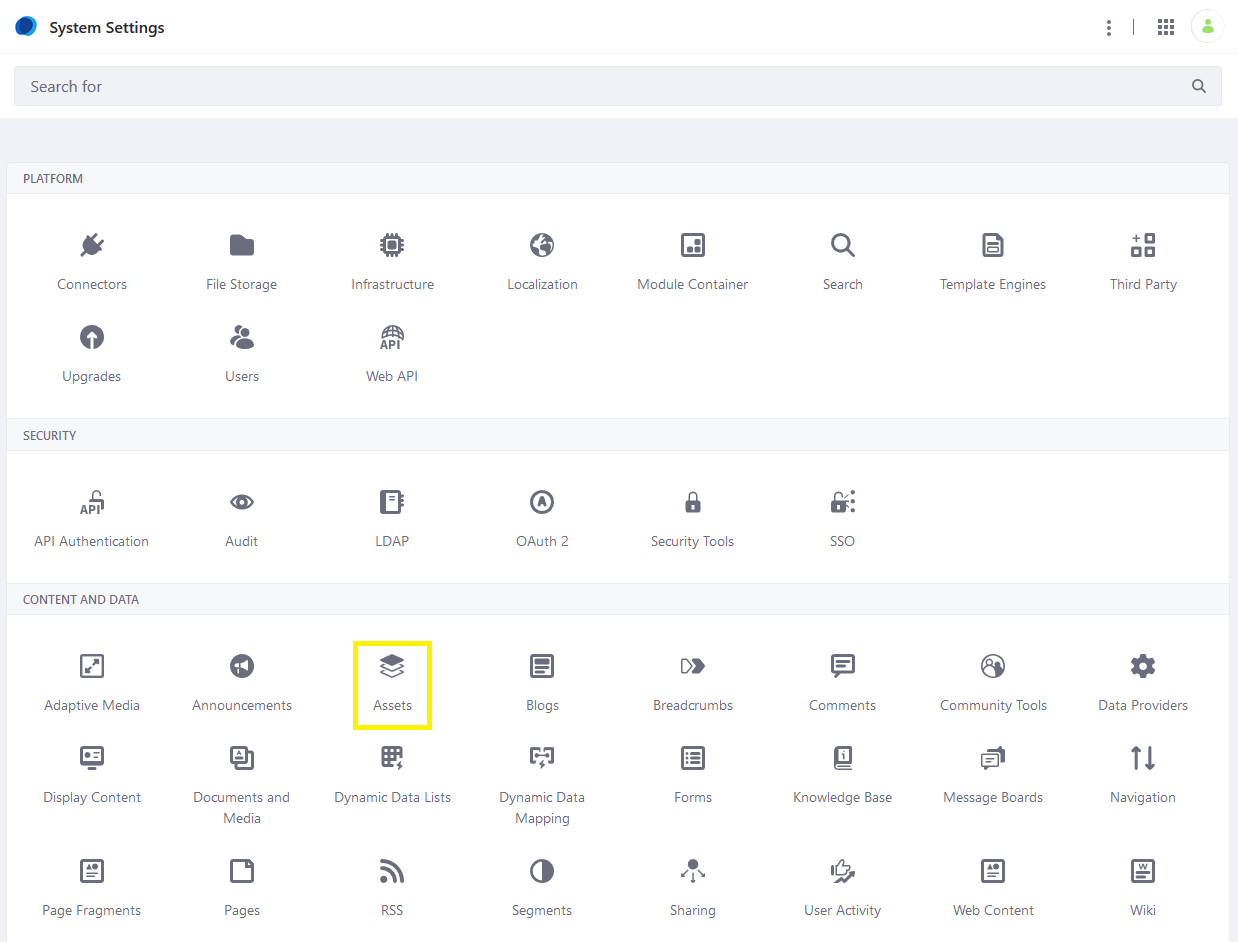 System Settings
Search for
PLATFORM
Connectors
File Storage
Infrastructure
Localization
Module Container
Search
Template Engines
Third Party
Upgrades
Users
API
Web API
SECURITY
API
API Authentication
Audit
LDAP
A
OAuth 2
Security Tools
SSO
CONTENT AND DATA
Adaptive Media
Announcements
Assets
Blogs
Breadcrumbs
Comments
Community Tools
Data Providers
Display Content
Documents and
Media
Dynamic Data Lists
Dynamic Data
Mapping
Forms
Knowledge Base
Message Boards
Navigation
Page Fragments
Pages
RSS
Segments
Sharing
User Activity
Web Content
W
Wiki